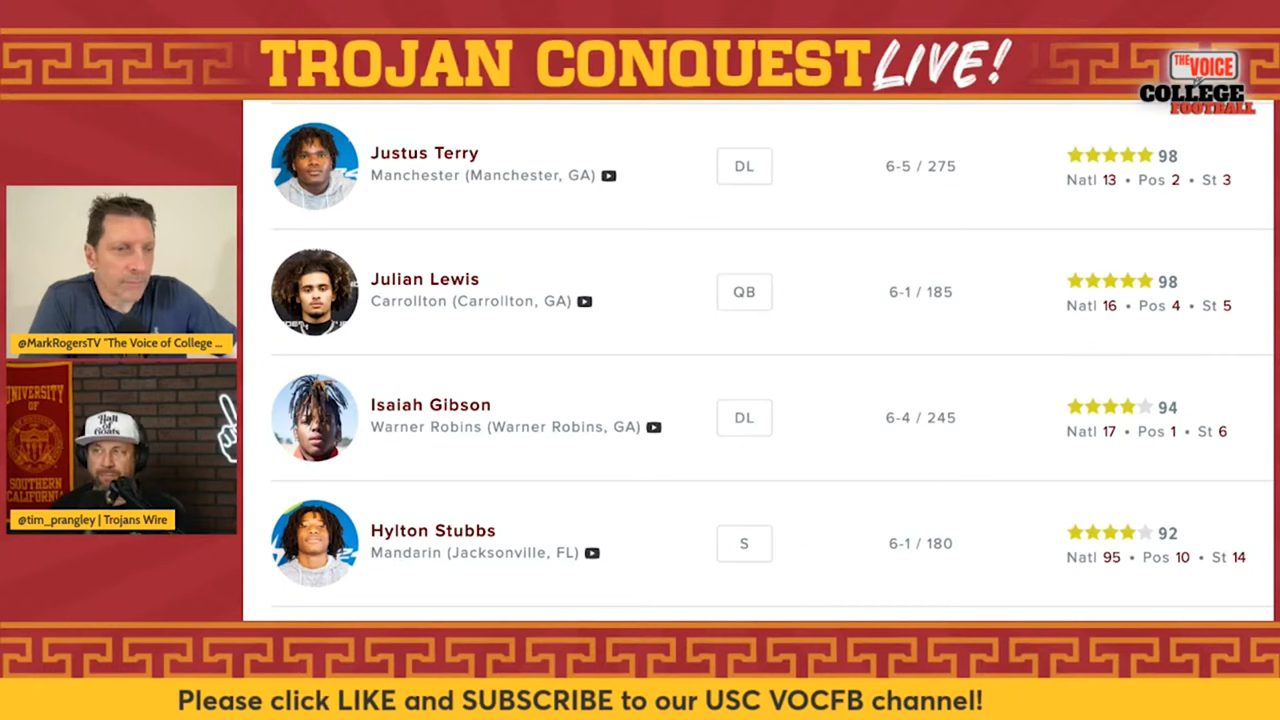 TROJAN CONQUEST LIVE!
THE VOICE
of
COLLEGE
FOOTBALL
Justus Terry
Manchester (Manchester, GA)
DL
6-5 / 275
98
Natl 13 • Pos 2 • St 3
Julian Lewis
Carrollton (Carrollton, GA)
QB
6-1 / 185
98
Natl 16 • Pos 4 • St 5
Isaiah Gibson
Warner Robins (Warner Robins, GA)
DL
6-4 / 245
94
Natl 17 • Pos 1 • St 6
Hylton Stubbs
Mandarin (Jacksonville, FL)
S
6-1 / 180
92
Natl 95 • Pos 10 • St 14
@MarkRogersTV "The Voice of College ...
UNIVERSITY
OF
SOUTHERN
CALIFORNIA
Hall
of
Goats
@tim_prangley | Trojans Wire
Please click LIKE and SUBSCRIBE to our USC VOCFB channel!